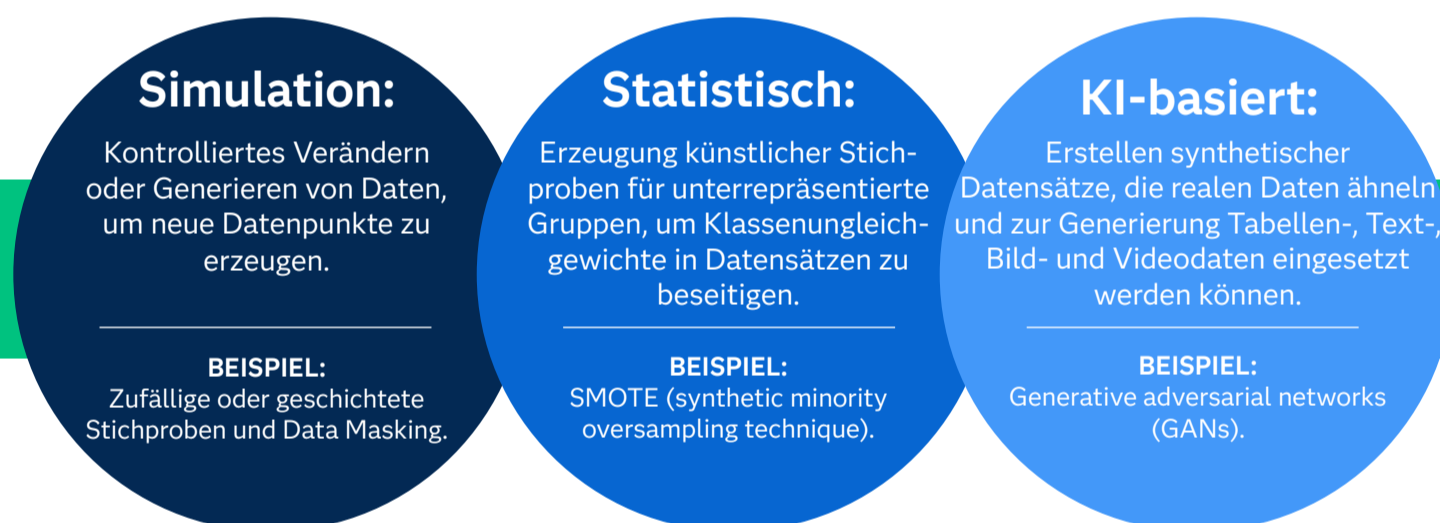 Simulation:
Kontrolliertes Verändern
oder Generieren von Daten,
um neue Datenpunkte zu
erzeugen.
BEISPIEL:
Zufällige oder geschichtete
Stichproben und Data Masking.
Statistisch:
Erzeugung künstlicher Stich-
proben für unterrepräsentierte
Gruppen, um Klassenungleich-
gewichte in Datensätzen zu
beseitigen.
BEISPIEL:
SMOTE (synthetic minority
oversampling technique).
KI-basiert:
Erstellen synthetischer
Datensätze, die realen Daten ähneln
und zur Generierung Tabellen-, Text-,
Bild- und Videodaten eingesetzt
werden können.
BEISPIEL:
Generative adversarial networks
(GANs).